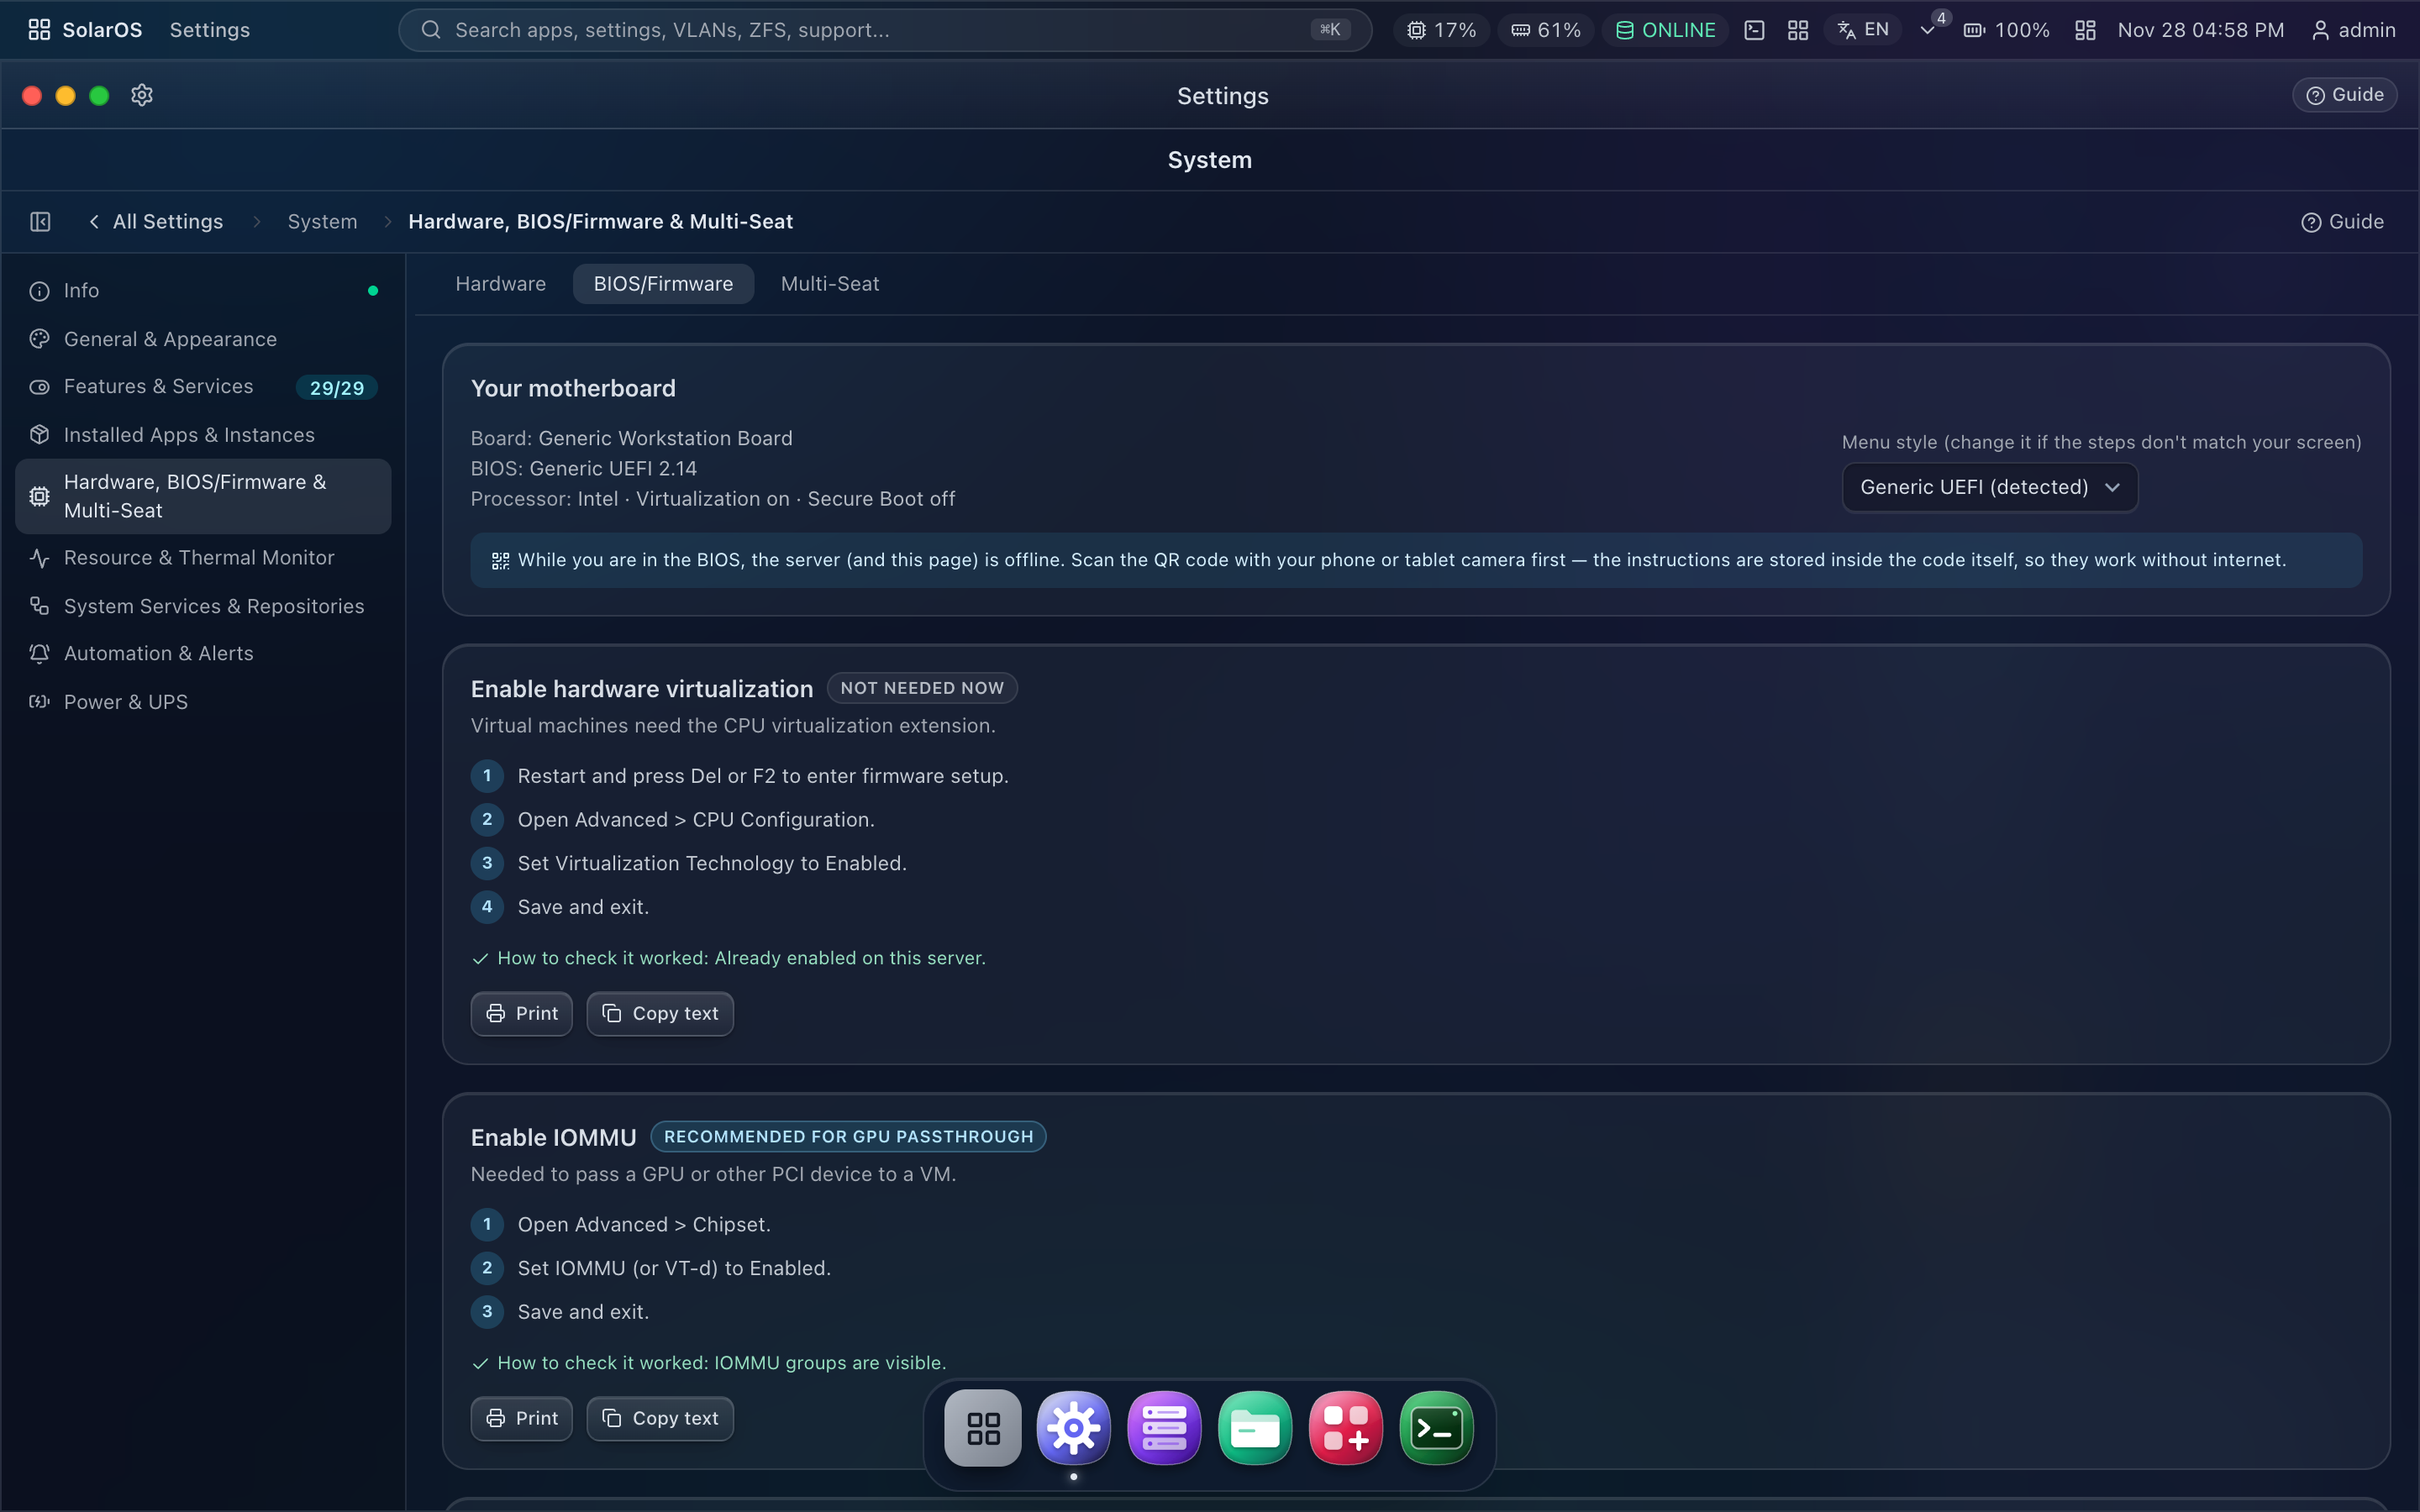 SolarOS Settings Search apps, settings, VLANs, ZFS, support... ⌘K 17% 61% ONLINE EN 4 100% Nov 28 04:58 PM admin
Settings Guide
System
All Settings System Hardware, BIOS/Firmware & Multi-Seat Guide
Info
General & Appearance
Features & Services 29/29
Installed Apps & Instances
Hardware, BIOS/Firmware &
Multi-Seat
Resource & Thermal Monitor
System Services & Repositories
Automation & Alerts
Power & UPS
Hardware BIOS/Firmware Multi-Seat
Your motherboard
Board: Generic Workstation Board
BIOS: Generic UEFI 2.14
Processor: Intel · Virtualization on · Secure Boot off
Menu style (change it if the steps don't match your screen)
Generic UEFI (detected)
While you are in the BIOS, the server (and this page) is offline. Scan the QR code with your phone or tablet camera first — the instructions are stored inside the code itself, so they work without internet.
Enable hardware virtualization NOT NEEDED NOW
Virtual machines need the CPU virtualization extension.
1 Restart and press Del or F2 to enter firmware setup.
2 Open Advanced > CPU Configuration.
3 Set Virtualization Technology to Enabled.
4 Save and exit.
How to check it worked: Already enabled on this server.
Print Copy text
Enable IOMMU RECOMMENDED FOR GPU PASSTHROUGH
Needed to pass a GPU or other PCI device to a VM.
1 Open Advanced > Chipset.
2 Set IOMMU (or VT-d) to Enabled.
3 Save and exit.
How to check it worked: IOMMU groups are visible.
Print Copy text